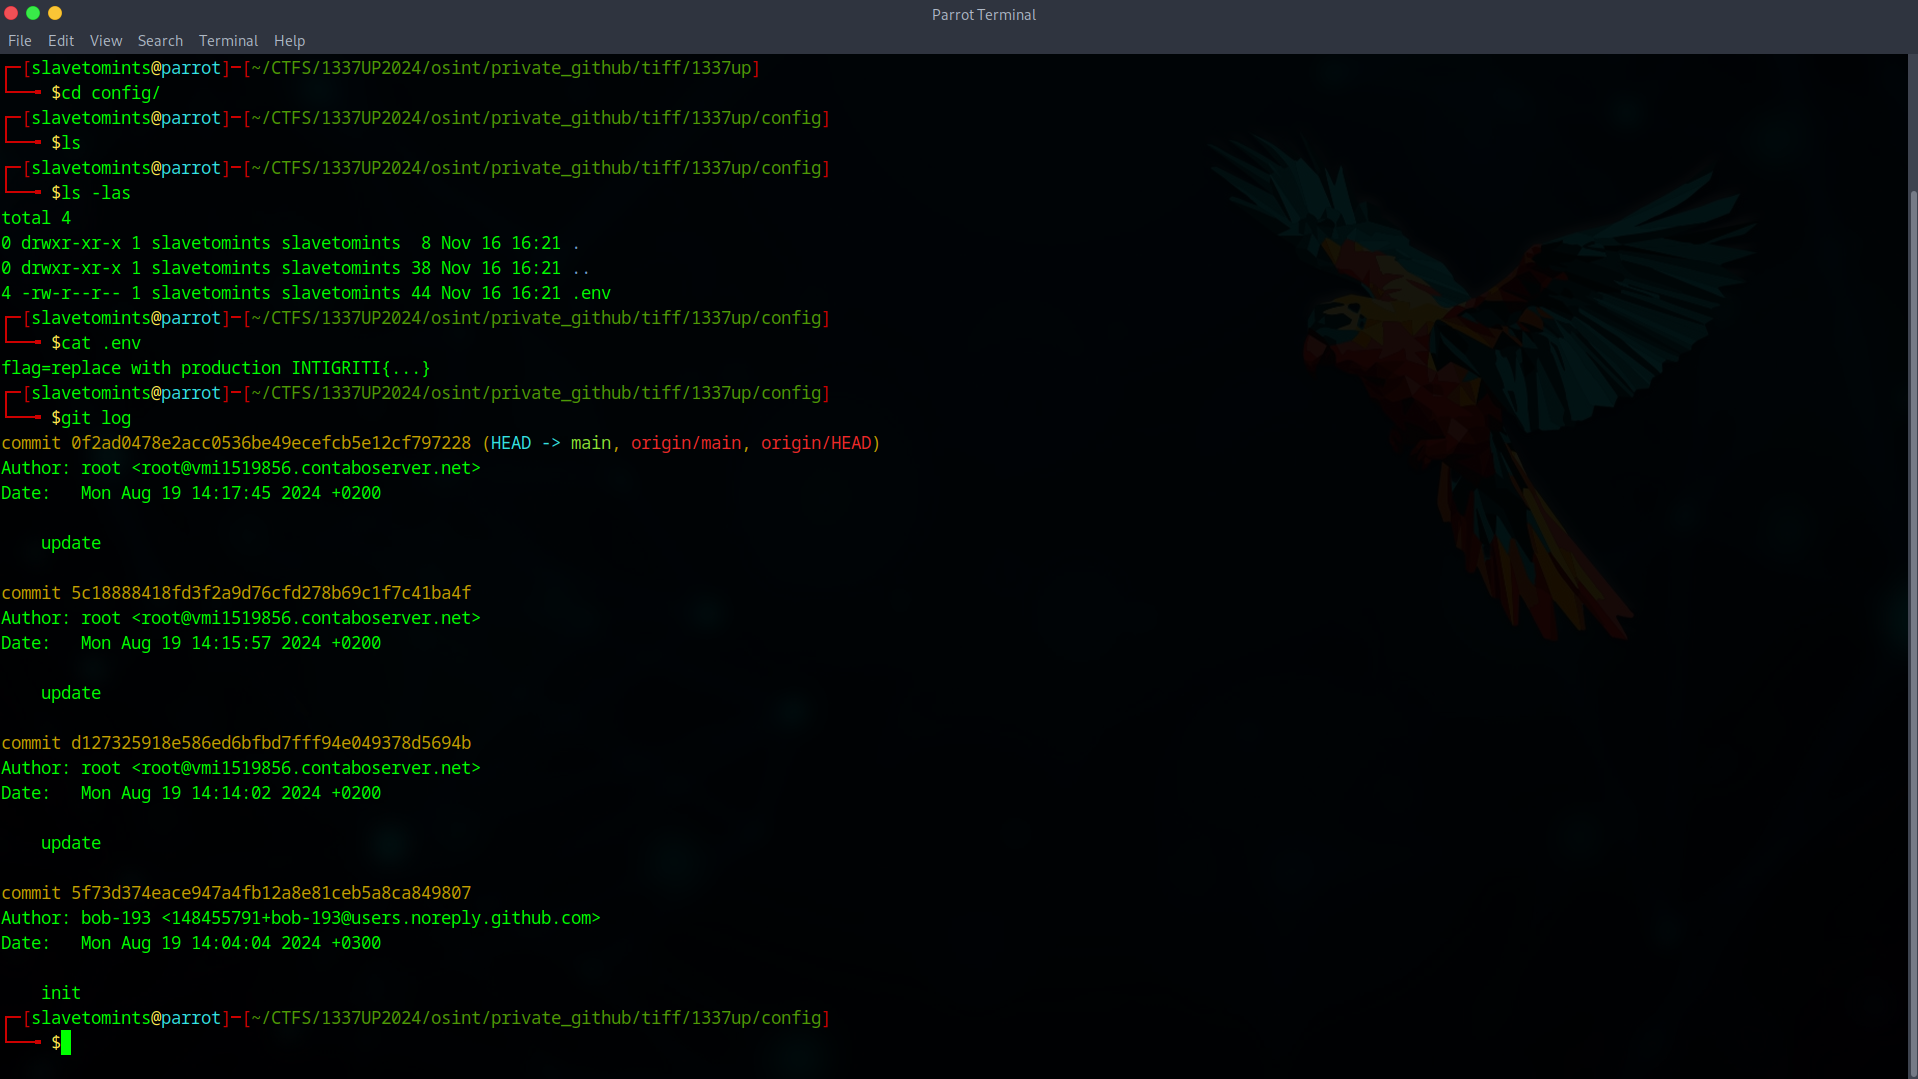 Parrot Terminal
File Edit View Search Terminal Help
[slavetomints@parrot]─[~/CTFS/1337UP2024/osint/private_github/tiff/1337up]
$cd config/
[slavetomints@parrot]─[~/CTFS/1337UP2024/osint/private_github/tiff/1337up/config]
$ls
[slavetomints@parrot]─[~/CTFS/1337UP2024/osint/private_github/tiff/1337up/config]
$ls -las
total 4
0 drwxr-xr-x 1 slavetomints slavetomints  8 Nov 16 16:21 .
0 drwxr-xr-x 1 slavetomints slavetomints 38 Nov 16 16:21 ..
4 -rw-r--r-- 1 slavetomints slavetomints 44 Nov 16 16:21 .env
[slavetomints@parrot]─[~/CTFS/1337UP2024/osint/private_github/tiff/1337up/config]
$cat .env
flag=replace with production INTIGRITI{...}
[slavetomints@parrot]─[~/CTFS/1337UP2024/osint/private_github/tiff/1337up/config]
$git log
commit 0f2ad0478e2acc0536be49ecefcb5e12cf797228 (HEAD -> main, origin/main, origin/HEAD)
Author: root <root@vmi1519856.contaboserver.net>
Date:   Mon Aug 19 14:17:45 2024 +0200
update
commit 5c18888418fd3f2a9d76cfd278b69c1f7c41ba4f
Author: root <root@vmi1519856.contaboserver.net>
Date:   Mon Aug 19 14:15:57 2024 +0200
update
commit d127325918e586ed6bfbd7fff94e049378d5694b
Author: root <root@vmi1519856.contaboserver.net>
Date:   Mon Aug 19 14:14:02 2024 +0200
update
commit 5f73d374eace947a4fb12a8e81ceb5a8ca849807
Author: bob-193 <148455791+bob-193@users.noreply.github.com>
Date:   Mon Aug 19 14:04:04 2024 +0300
init
[slavetomints@parrot]─[~/CTFS/1337UP2024/osint/private_github/tiff/1337up/config]
$